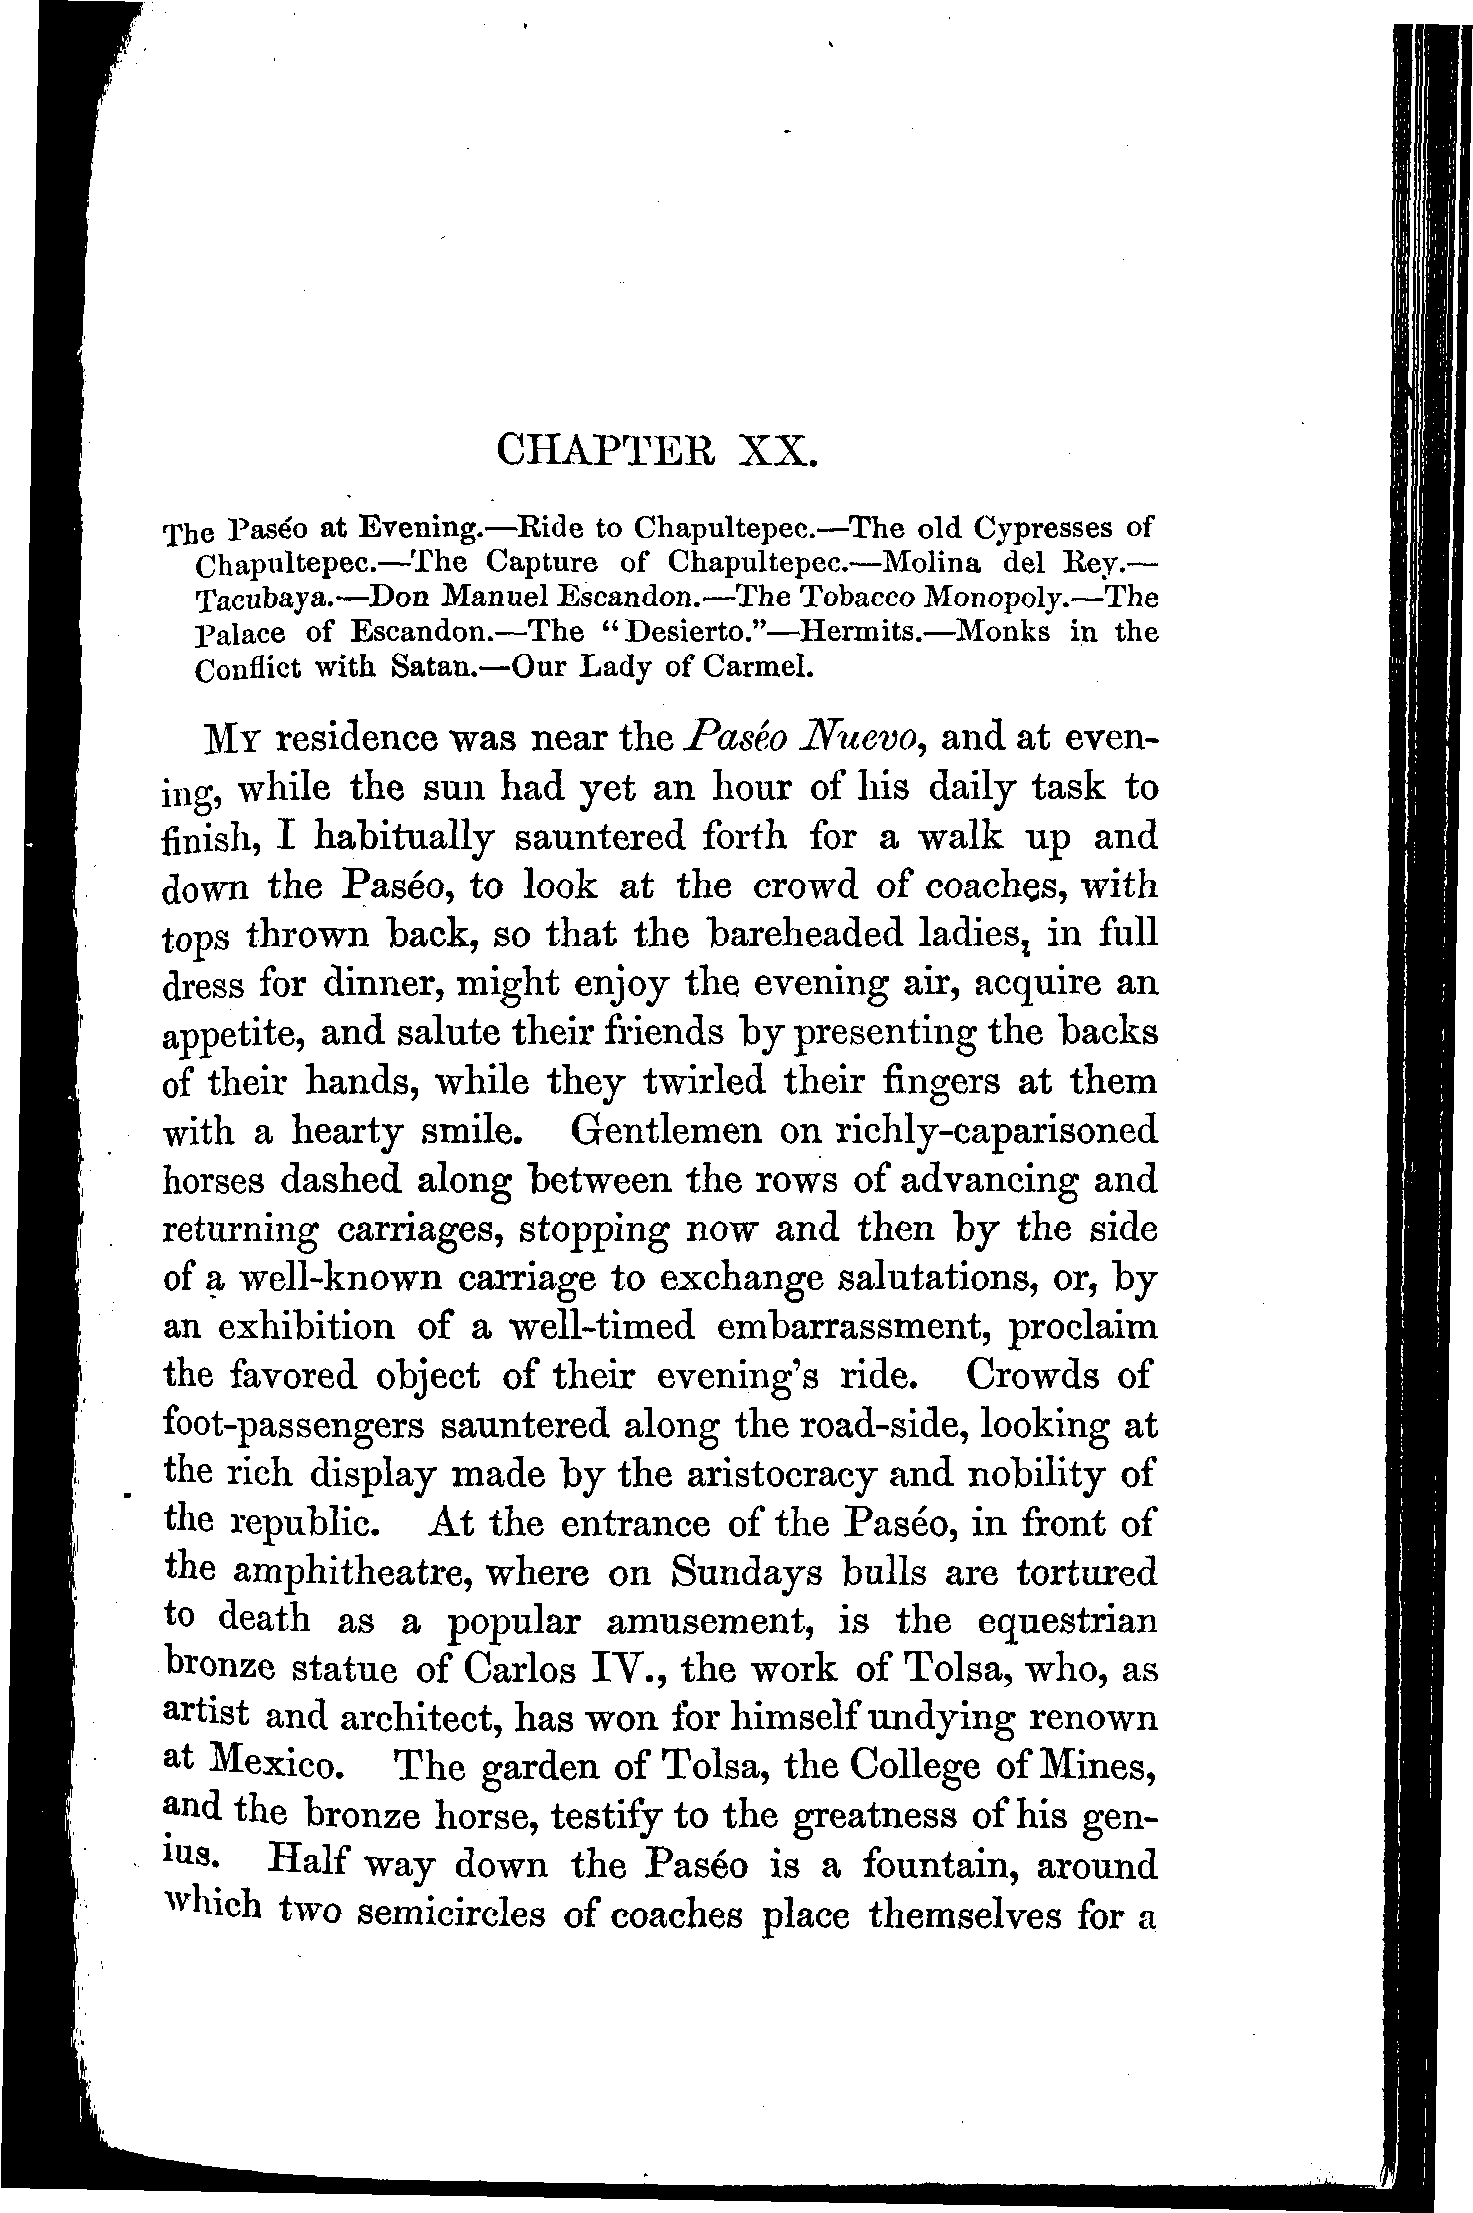 CHAPTER XX.
The Paséo at Evening.—Ride to Chapultepec.—The old Cypresses of
Chapultepec.—The Capture of Chapultepec.—Molina del Rey.—
Tacubaya.—Don Manuel Escandon.—The Tobacco Monopoly.—The
Palace of Escandon.—The “Desierto.”—Hermits.—Monks in the
Conflict with Satan.—Our Lady of Carmel.
MY residence was near the Paséo Nuevo, and at even-
ing, while the sun had yet an hour of his daily task to
finish, I habitually sauntered forth for a walk up and
down the Paséo, to look at the crowd of coaches, with
tops thrown back, so that the bareheaded ladies, in full
dress for dinner, might enjoy the evening air, acquire an
appetite, and salute their friends by presenting the backs
of their hands, while they twirled their fingers at them
with a hearty smile. Gentlemen on richly-caparisoned
horses dashed along between the rows of advancing and
returning carriages, stopping now and then by the side
of a well-known carriage to exchange salutations, or, by
an exhibition of a well-timed embarrassment, proclaim
the favored object of their evening's ride. Crowds of
foot-passengers sauntered along the road-side, looking at
the rich display made by the aristocracy and nobility of
the republic. At the entrance of the Paséo, in front of
the amphitheatre, where on Sundays bulls are tortured
to death as a popular amusement, is the equestrian
bronze statue of Carlos IV., the work of Tolsa, who, as
artist and architect, has won for himself undying renown
at Mexico. The garden of Tolsa, the College of Mines,
and the bronze horse, testify to the greatness of his gen-
ius. Half way down the Paséo is a fountain, around
which two semicircles of coaches place themselves for a